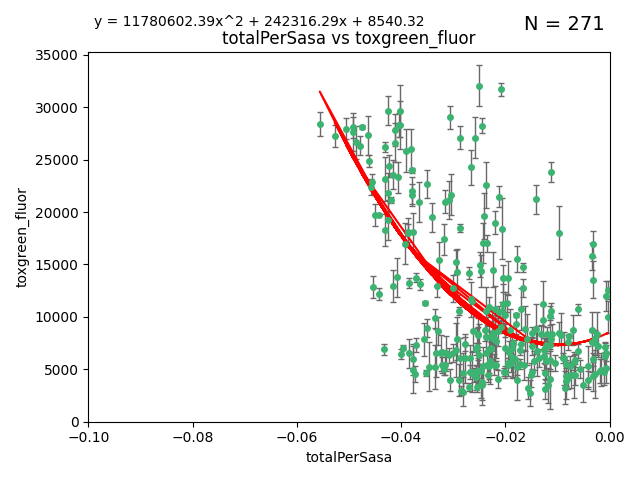 y = 11780602.39x^2 + 242316.29x + 8540.32
N = 271
totalPerSasa vs toxgreen_fluor
35000
30000
25000
20000
15000
10000
5000
0
toxgreen_fluor
−0.10
−0.08
−0.06
−0.04
−0.02
0.00
totalPerSasa